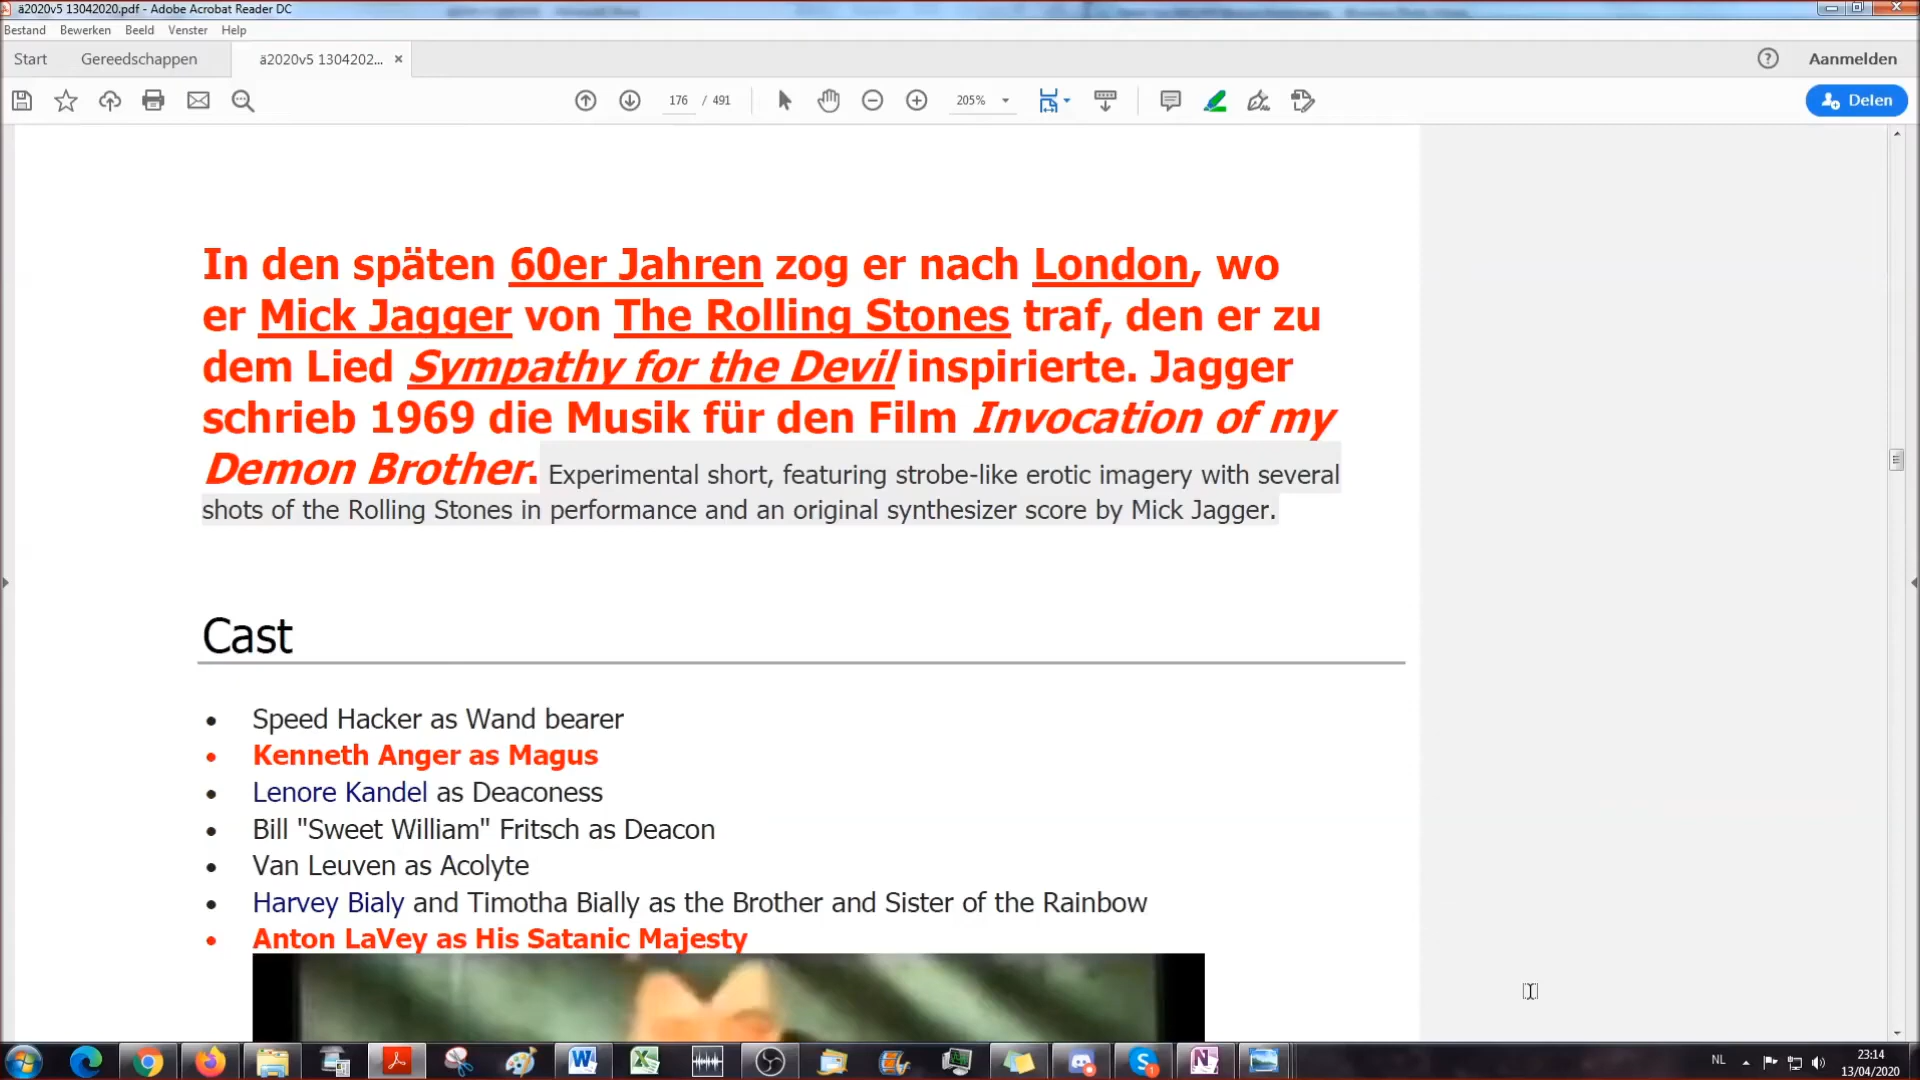 ä2020v5 13042020.pdf - Adobe Acrobat Reader DC
Bestand Bewerken Beeld Venster Help
Start Gereedschappen ä2020v5 1304202... × Aanmelden
176 / 491 205% Delen
In den späten 60er Jahren zog er nach London, wo
er Mick Jagger von The Rolling Stones traf, den er zu
dem Lied Sympathy for the Devil inspirierte. Jagger
schrieb 1969 die Musik für den Film Invocation of my
Demon Brother. Experimental short, featuring strobe-like erotic imagery with several
shots of the Rolling Stones in performance and an original synthesizer score by Mick Jagger.
Cast
• Speed Hacker as Wand bearer
• Kenneth Anger as Magus
• Lenore Kandel as Deaconess
• Bill "Sweet William" Fritsch as Deacon
• Van Leuven as Acolyte
• Harvey Bialy and Timotha Bially as the Brother and Sister of the Rainbow
• Anton LaVey as His Satanic Majesty
NL 23:14
13/04/2020